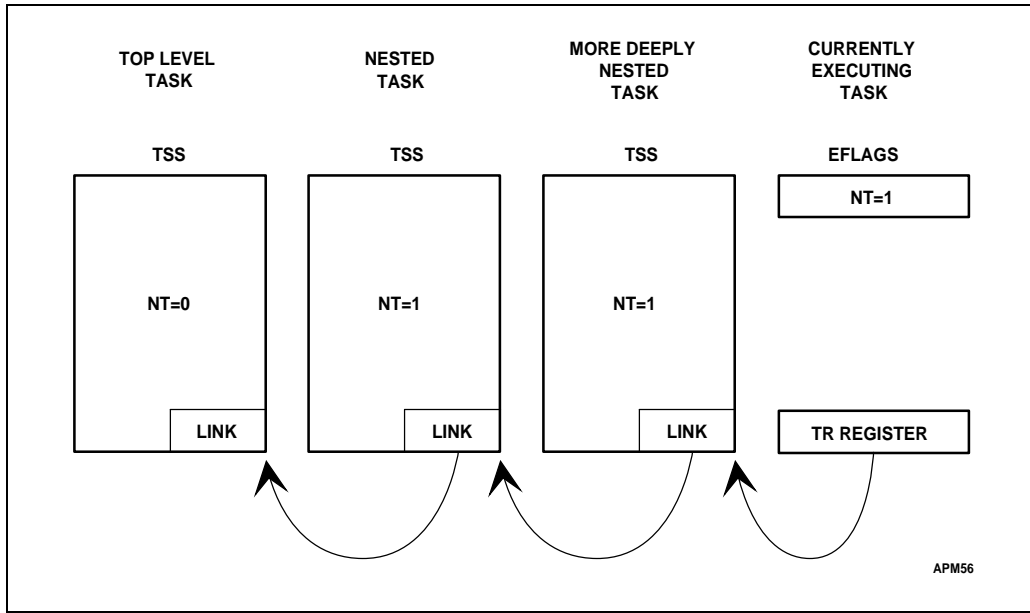 TOP LEVEL
TASK
NESTED
TASK
MORE DEEPLY
NESTED
TASK
CURRENTLY
EXECUTING
TASK
TSS
TSS
TSS
EFLAGS
NT=1
NT=0
NT=1
NT=1
LINK
LINK
LINK
TR REGISTER
APM56